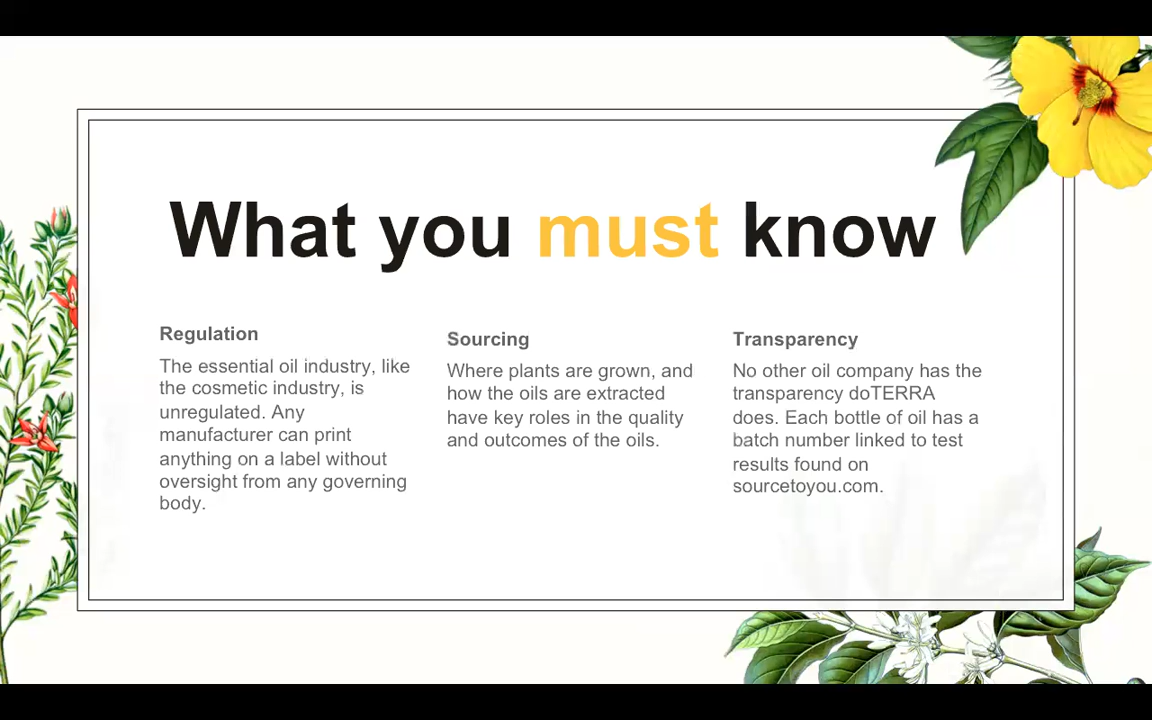 What you must know
Regulation
The essential oil industry, like
the cosmetic industry, is
unregulated. Any
manufacturer can print
anything on a label without
oversight from any governing
body.
Sourcing
Where plants are grown, and
how the oils are extracted
have key roles in the quality
and outcomes of the oils.
Transparency
No other oil company has the
transparency doTERRA
does. Each bottle of oil has a
batch number linked to test
results found on
sourcetoyou.com.